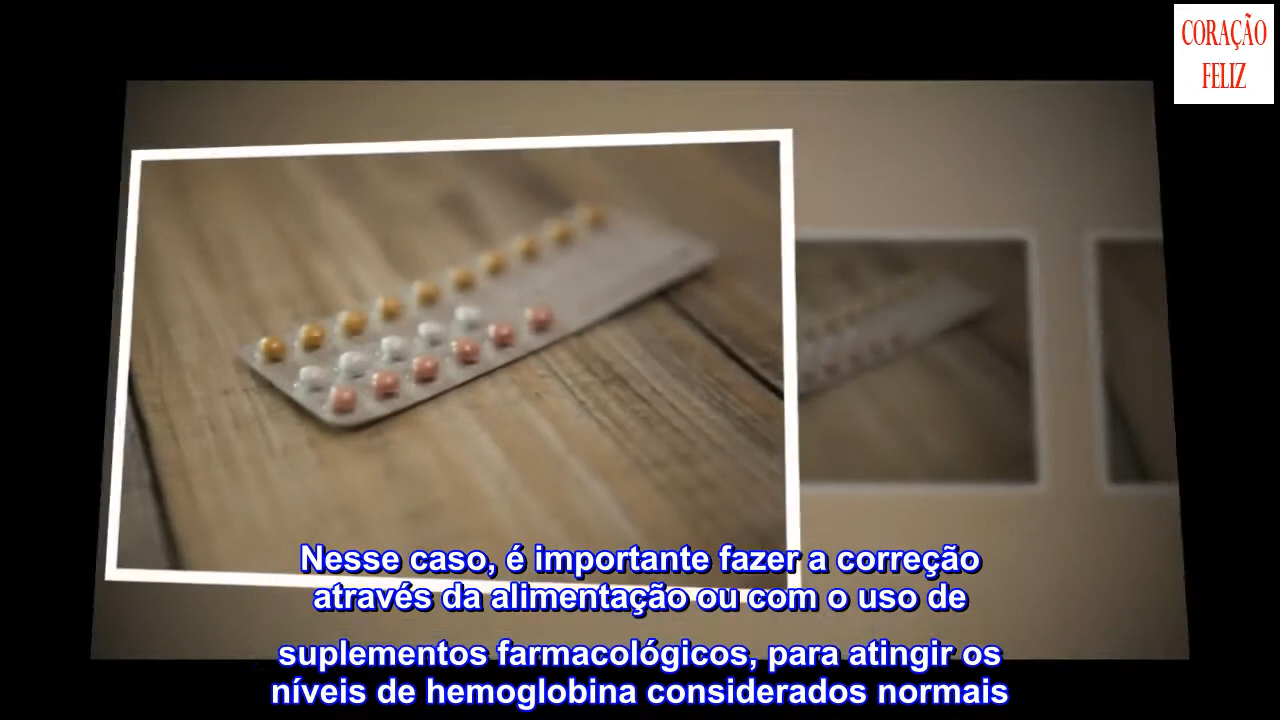 CORAÇÃO
FELIZ
Nesse caso, é importante fazer a correção
através da alimentação ou com o uso de
suplementos farmacológicos, para atingir os
níveis de hemoglobina considerados normais